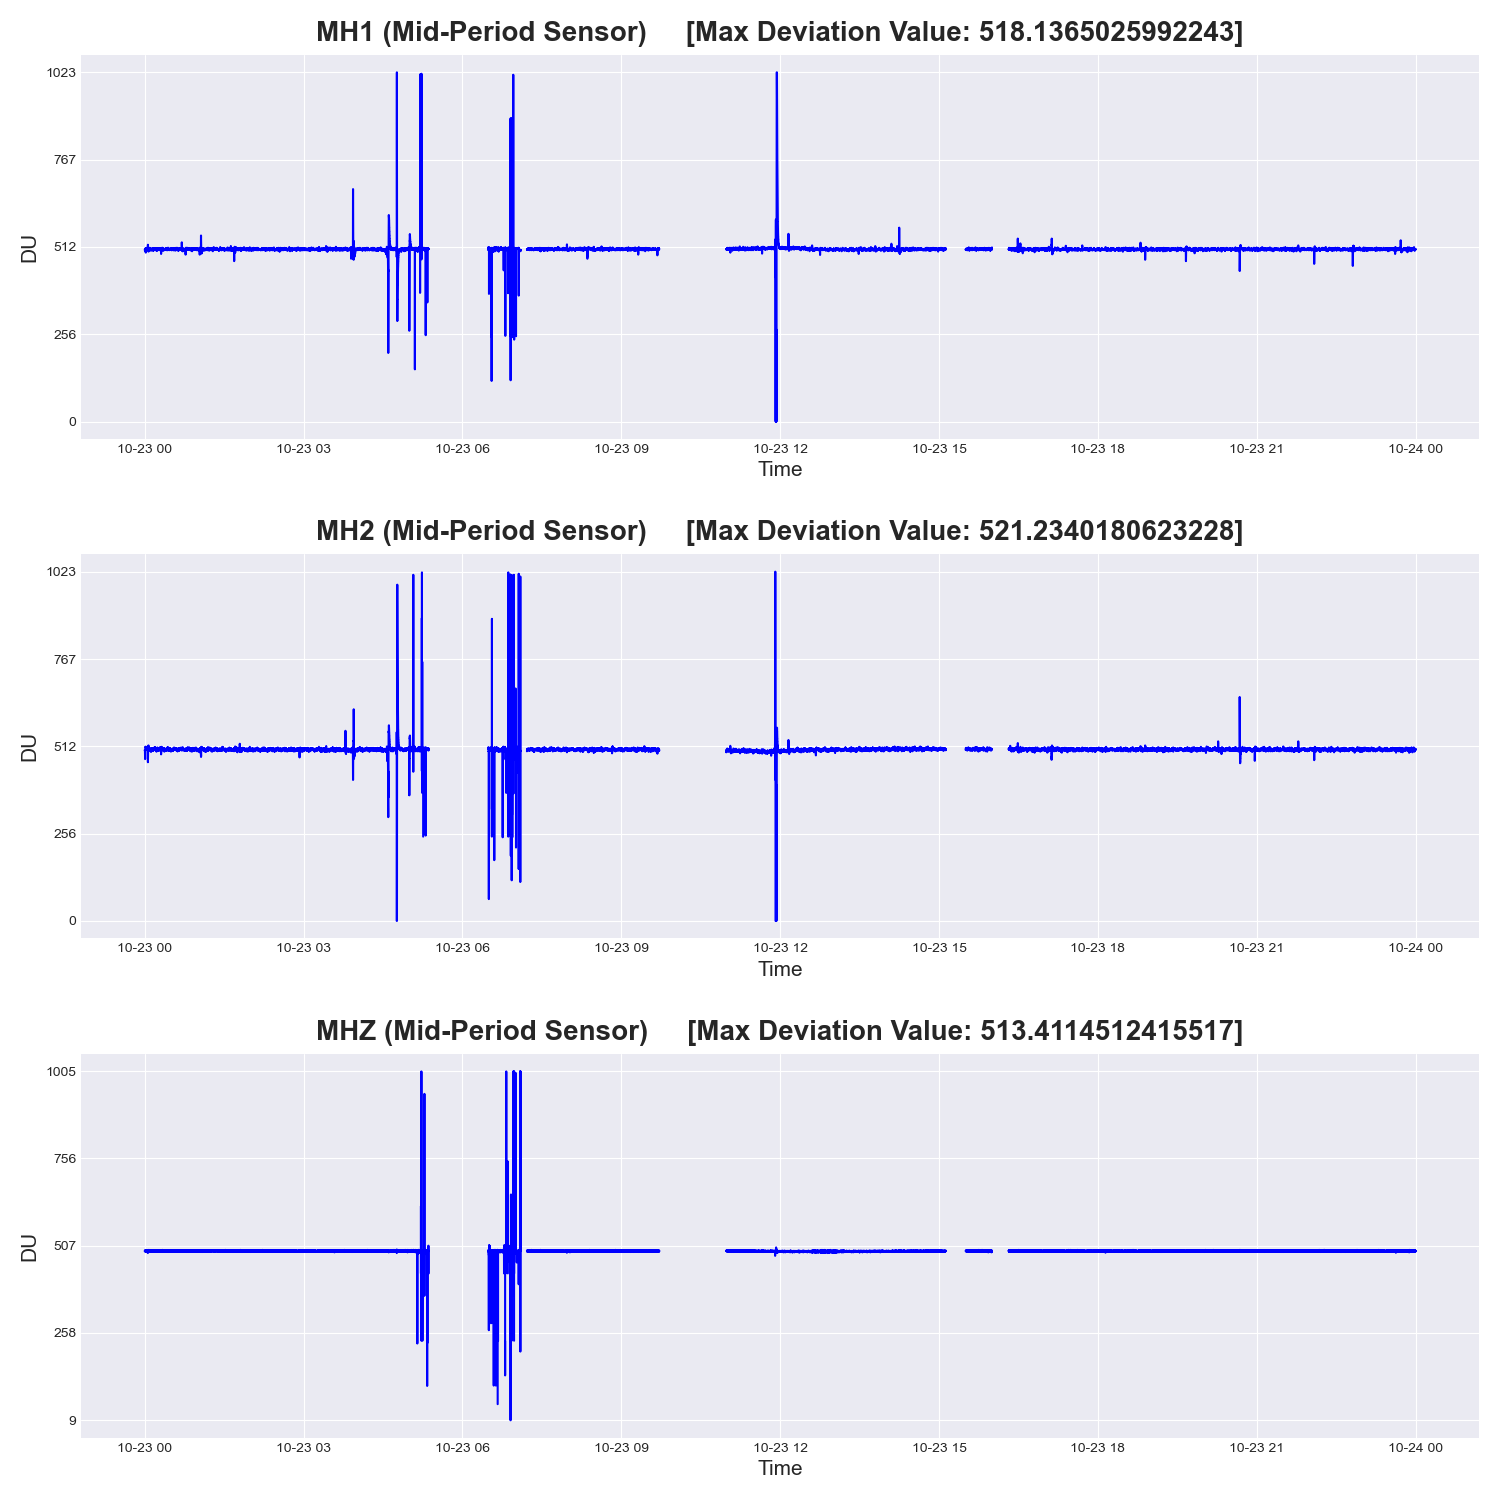 MH1 (Mid-Period Sensor) [Max Deviation Value: 518.1365025992243]
1023
767
512
256
0
DU
10-23 00 10-23 03 10-23 06 10-23 09 10-23 12 10-23 15 10-23 18 10-23 21 10-24 00
Time
MH2 (Mid-Period Sensor) [Max Deviation Value: 521.2340180623228]
1023
767
512
256
0
DU
10-23 00 10-23 03 10-23 06 10-23 09 10-23 12 10-23 15 10-23 18 10-23 21 10-24 00
Time
MHZ (Mid-Period Sensor) [Max Deviation Value: 513.4114512415517]
1005
756
507
258
9
DU
10-23 00 10-23 03 10-23 06 10-23 09 10-23 12 10-23 15 10-23 18 10-23 21 10-24 00
Time